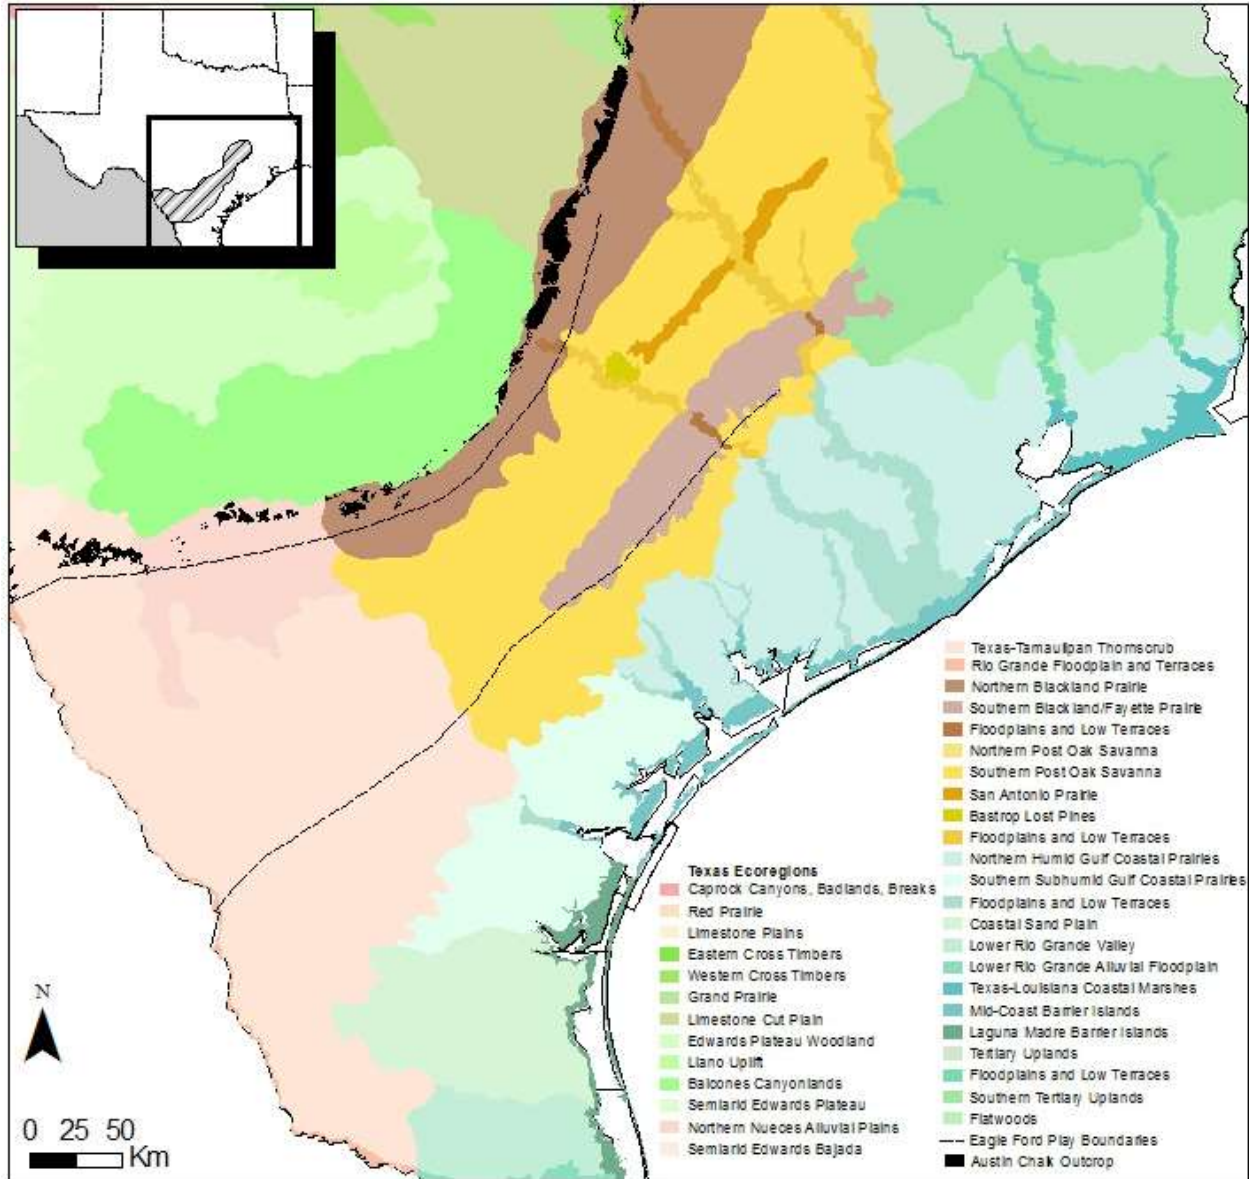 Texas Ecoregions
Caprock Canyons, Badlands, Breaks
Red Prairie
Limestone Plains
Eastern Cross Timbers
Western Cross Timbers
Grand Prairie
Limestone Cut Plain
Edwards Plateau Woodland
Llano Uplift
Balcones Canyonlands
Semiarid Edwards Plateau
Northern Nueces Alluvial Plains
Semiarid Edwards Bajada
Texas-Tamaulipan Thornscrub
Rio Grande Floodplain and Terraces
Northern Blackland Prairie
Southern Blackland/Fayette Prairie
Floodplains and Low Terraces
Northern Post Oak Savanna
Southern Post Oak Savanna
San Antonio Prairie
Bastrop Lost Pines
Floodplains and Low Terraces
Northern Humid Gulf Coastal Prairies
Southern Subhumid Gulf Coastal Prairies
Floodplains and Low Terraces
Coastal Sand Plain
Lower Rio Grande Valley
Lower Rio Grande Alluvial Floodplain
Texas-Louisiana Coastal Marshes
Mid-Coast Barrier Islands
Laguna Madre Barrier Islands
Tertiary Uplands
Floodplains and Low Terraces
Southern Tertiary Uplands
Flatwoods
Eagle Ford Play Boundaries
Austin Chalk Outcrop
N
0 25 50
Km